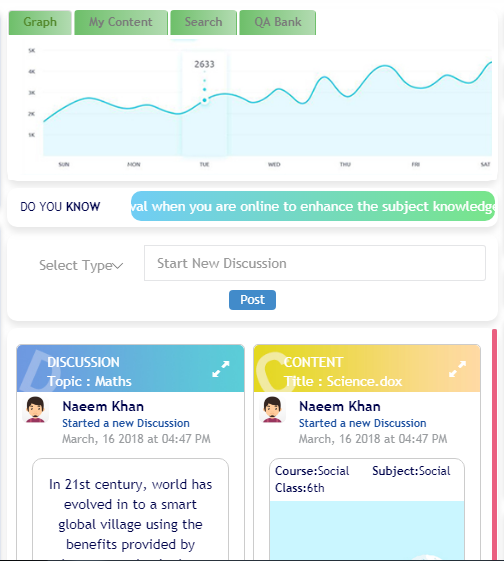 Graph My Content Search QA Bank
5K
4K
3K
2K
1K
2633
SUN MON TUE WED THU FRI SAT
DO YOU KNOW
when you are online to enhance the subject knowledge
Select Type Start New Discussion
Post
D
DISCUSSION
Topic : Maths
Naeem Khan
Started a new Discussion
March, 16 2018 at 04:47 PM
In 21st century, world has
evolved in to a smart
global village using the
benefits provided by
C
CONTENT
Title : Science.dox
Naeem Khan
Started a new Discussion
March, 16 2018 at 04:47 PM
Course:Social Subject:Social
Class:6th